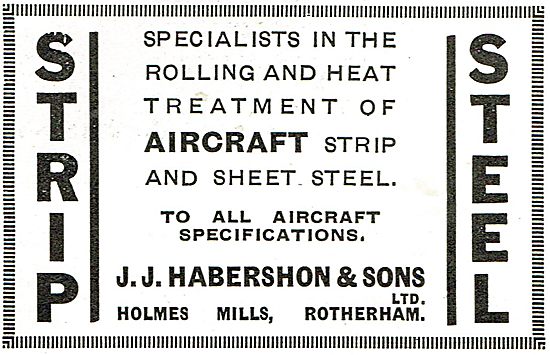 STRIP
SPECIALISTS IN THE
ROLLING AND HEAT
TREATMENT OF
AIRCRAFT STRIP
AND SHEET STEEL.
TO ALL AIRCRAFT
SPECIFICATIONS.
J. J. HABERSHON & SONS
LTD.
HOLMES MILLS, ROTHERHAM.
STEEL